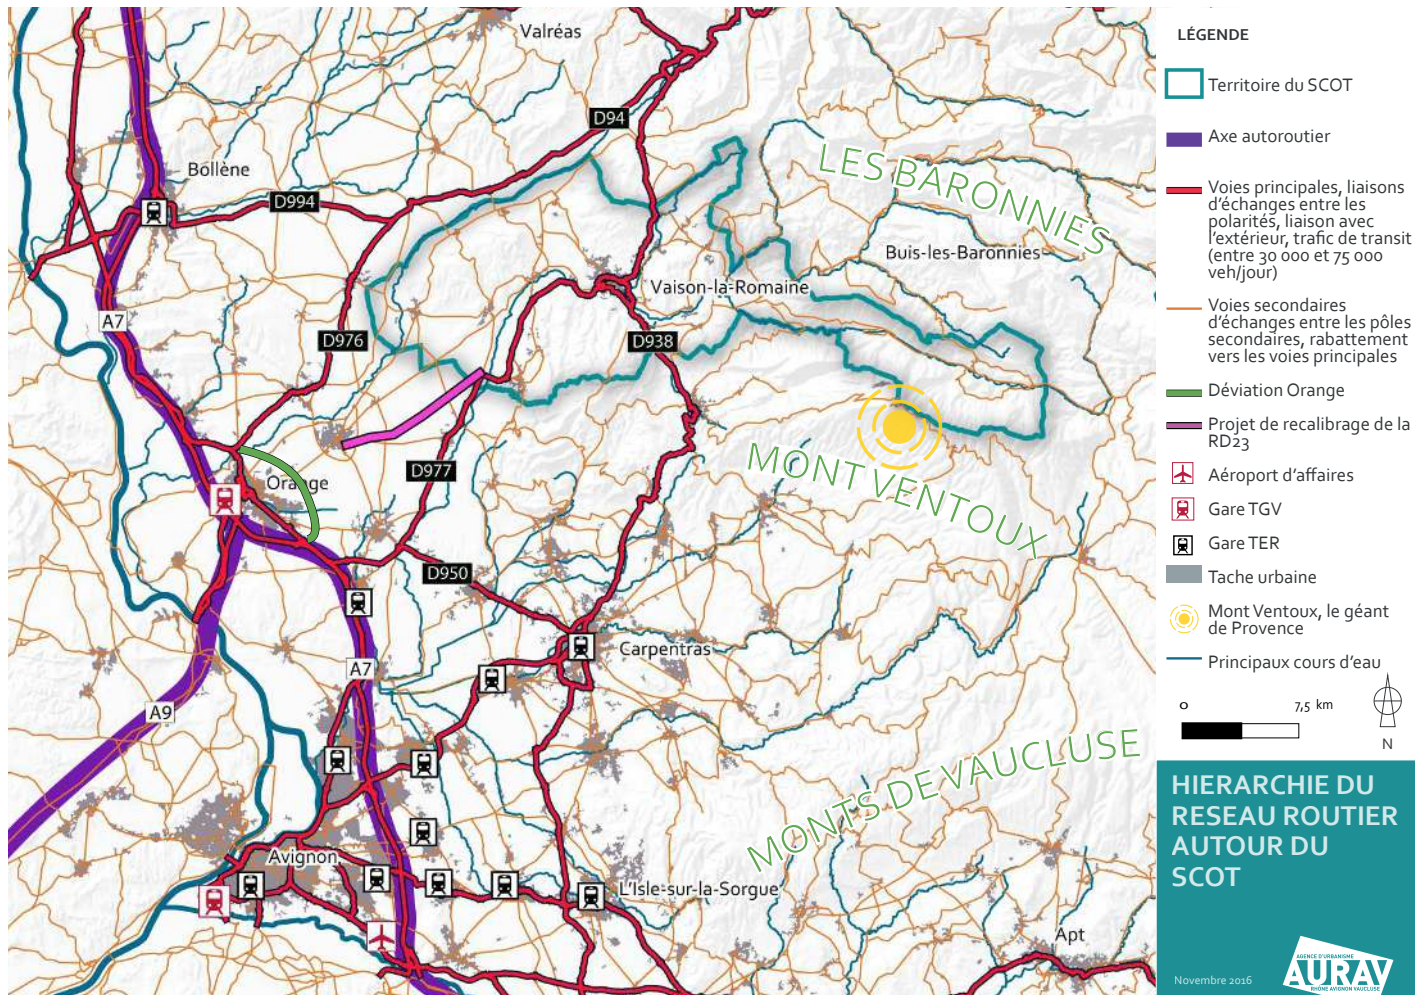 Valréas
D94
LES BARONNIES
Bollène
D994
Buis-les-Baronnies
Vaison-la-Romaine
A7
D976
D938
MONT VENTOUX
D977
Orange
D950
Carpentras
A7
A9
MONTS DE VAUCLUSE
Avignon
L'Isle-sur-la-Sorgue
Apt
LÉGENDE
Territoire du SCOT
Axe autoroutier
Voies principales, liaisons
d'échanges entre les
polarités, liaison avec
l'extérieur, trafic de transit
(entre 30 000 et 75 000
veh/jour)
Voies secondaires
d'échanges entre les pôles
secondaires, rabattement
vers les voies principales
Déviation Orange
Projet de recalibrage de la
RD23
Aéroport d'affaires
Gare TGV
Gare TER
Tache urbaine
Mont Ventoux, le géant
de Provence
Principaux cours d'eau
0 7,5 km
N
HIERARCHIE DU
RESEAU ROUTIER
AUTOUR DU
SCOT
Novembre 2016
AGENCE D'URBANISME
AURAV
RHÔNE AVIGNON VAUCLUSE